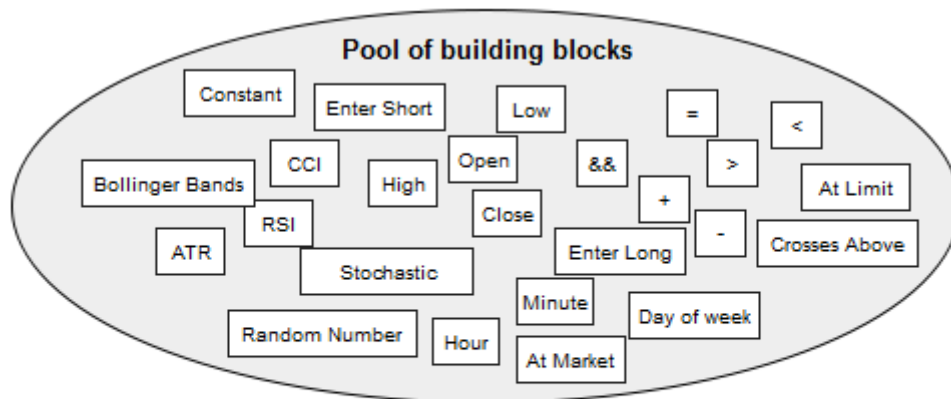 Pool of building blocks
Constant
Enter Short
Low
=
<
Bollinger Bands
CCI
High
Open
&&
>
At Limit
RSI
Close
+
-
Crosses Above
ATR
Stochastic
Enter Long
Minute
Day of week
Random Number
Hour
At Market